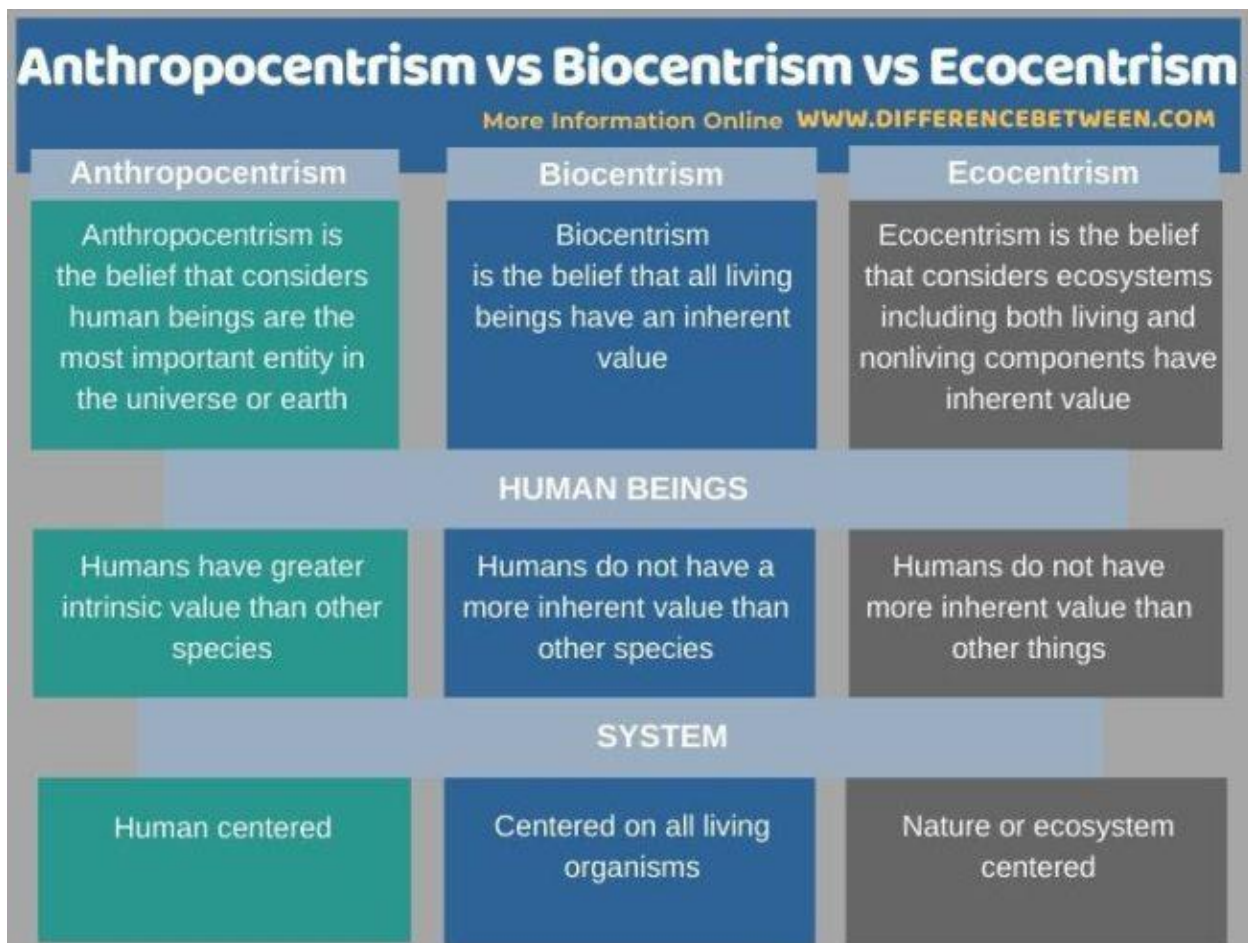 Anthropocentrism vs Biocentrism vs Ecocentrism
More Information Online WWW.DIFFERENCEBETWEEN.COM
Anthropocentrism
Anthropocentrism is
the belief that considers
human beings are the
most important entity in
the universe or earth
Biocentrism
Biocentrism
is the belief that all living
beings have an inherent
value
Ecocentrism
Ecocentrism is the belief
that considers ecosystems
including both living and
nonliving components have
inherent value
HUMAN BEINGS
Humans have greater
intrinsic value than other
species
Humans do not have a
more inherent value than
other species
Humans do not have
more inherent value than
other things
SYSTEM
Human centered
Centered on all living
organisms
Nature or ecosystem
centered